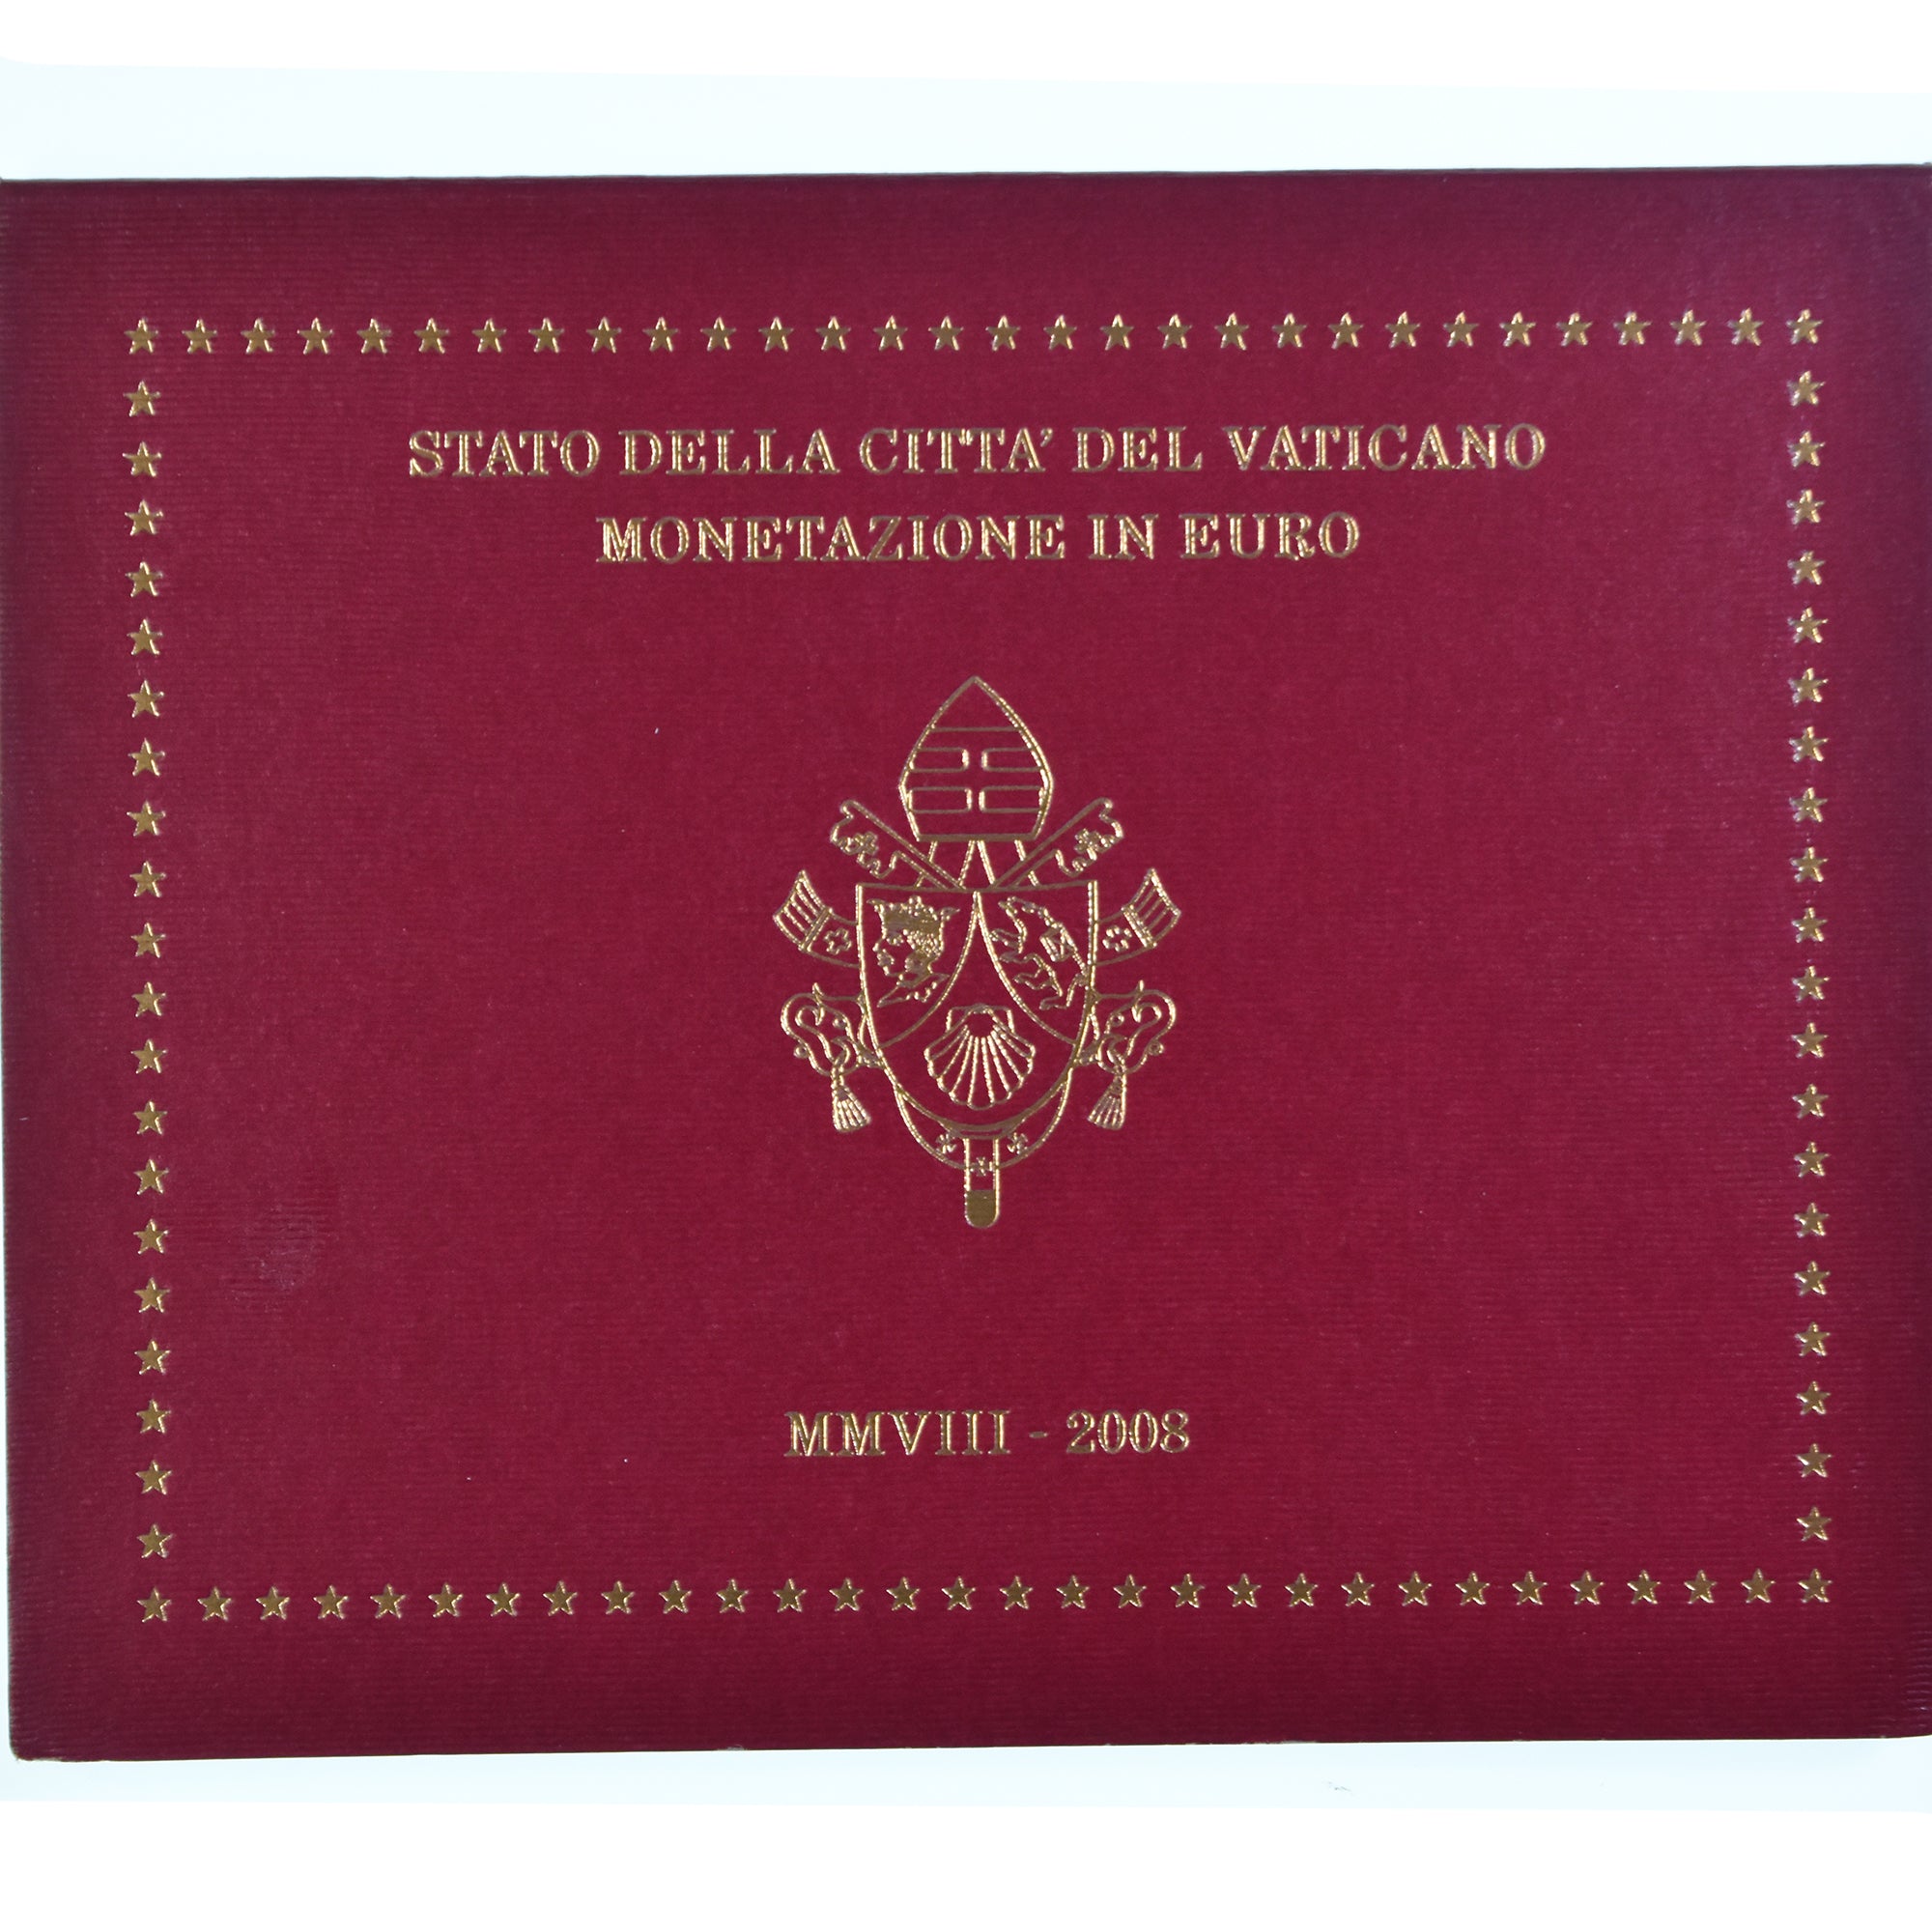 STATO DELLA CITTA' DEL VATICANO
MONETAZIONE IN EURO
MMVIII - 2008